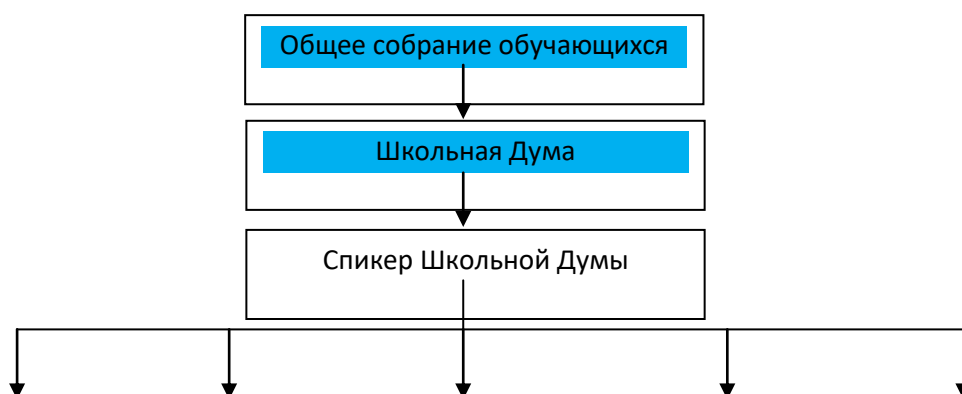 Общее собрание обучающихся
Школьная Дума
Спикер Школьной Думы